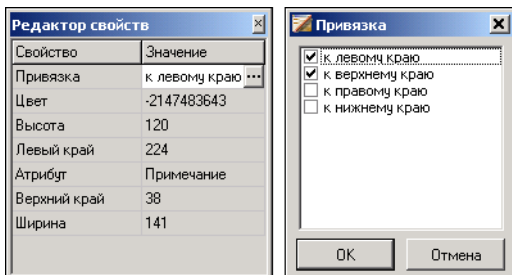 Редактор свойств
Свойство Значение
Привязка к левому краю ...
Цвет -2147483643
Высота 120
Левый край 224
Атрибут Примечание
Верхний край 38
Ширина 141
Привязка
к левому краю
к верхнему краю
к правому краю
к нижнему краю
OK Отмена